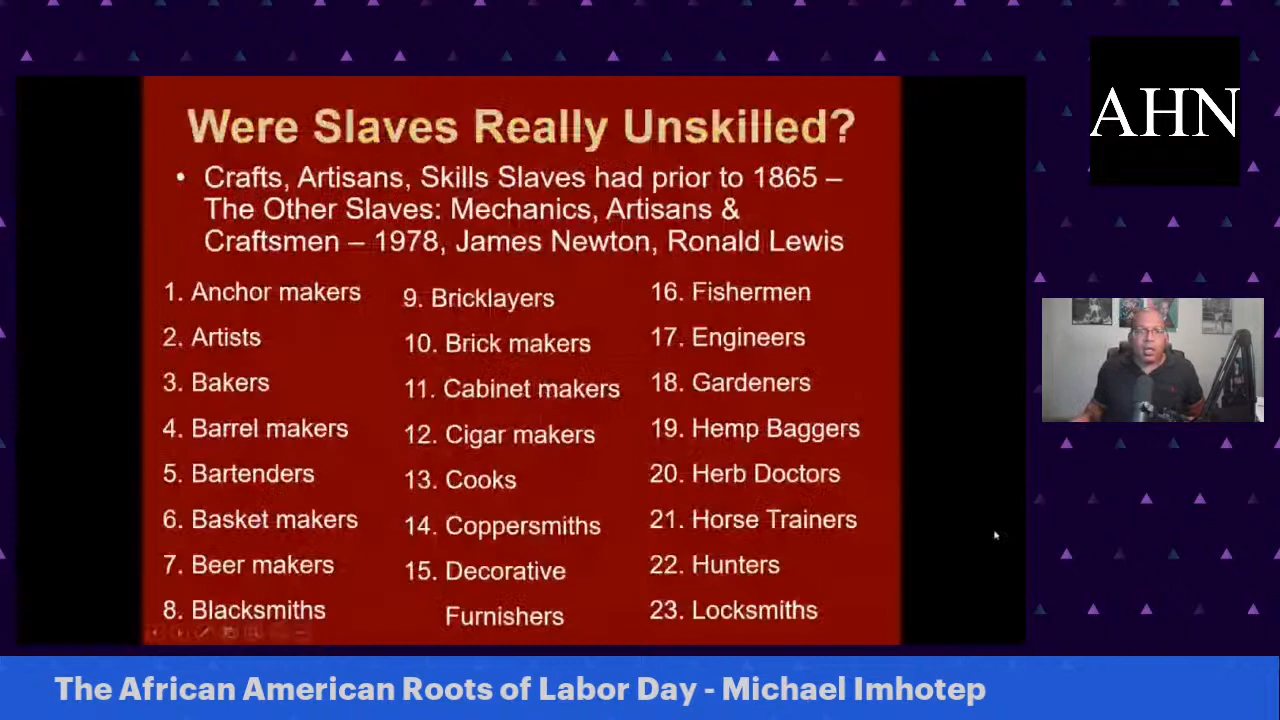 AHN
Were Slaves Really Unskilled?
• Crafts, Artisans, Skills Slaves had prior to 1865 –
The Other Slaves: Mechanics, Artisans &
Craftsmen – 1978, James Newton, Ronald Lewis
1. Anchor makers
2. Artists
3. Bakers
4. Barrel makers
5. Bartenders
6. Basket makers
7. Beer makers
8. Blacksmiths
9. Bricklayers
10. Brick makers
11. Cabinet makers
12. Cigar makers
13. Cooks
14. Coppersmiths
15. Decorative
Furnishers
16. Fishermen
17. Engineers
18. Gardeners
19. Hemp Baggers
20. Herb Doctors
21. Horse Trainers
22. Hunters
23. Locksmiths
The African American Roots of Labor Day - Michael Imhotep